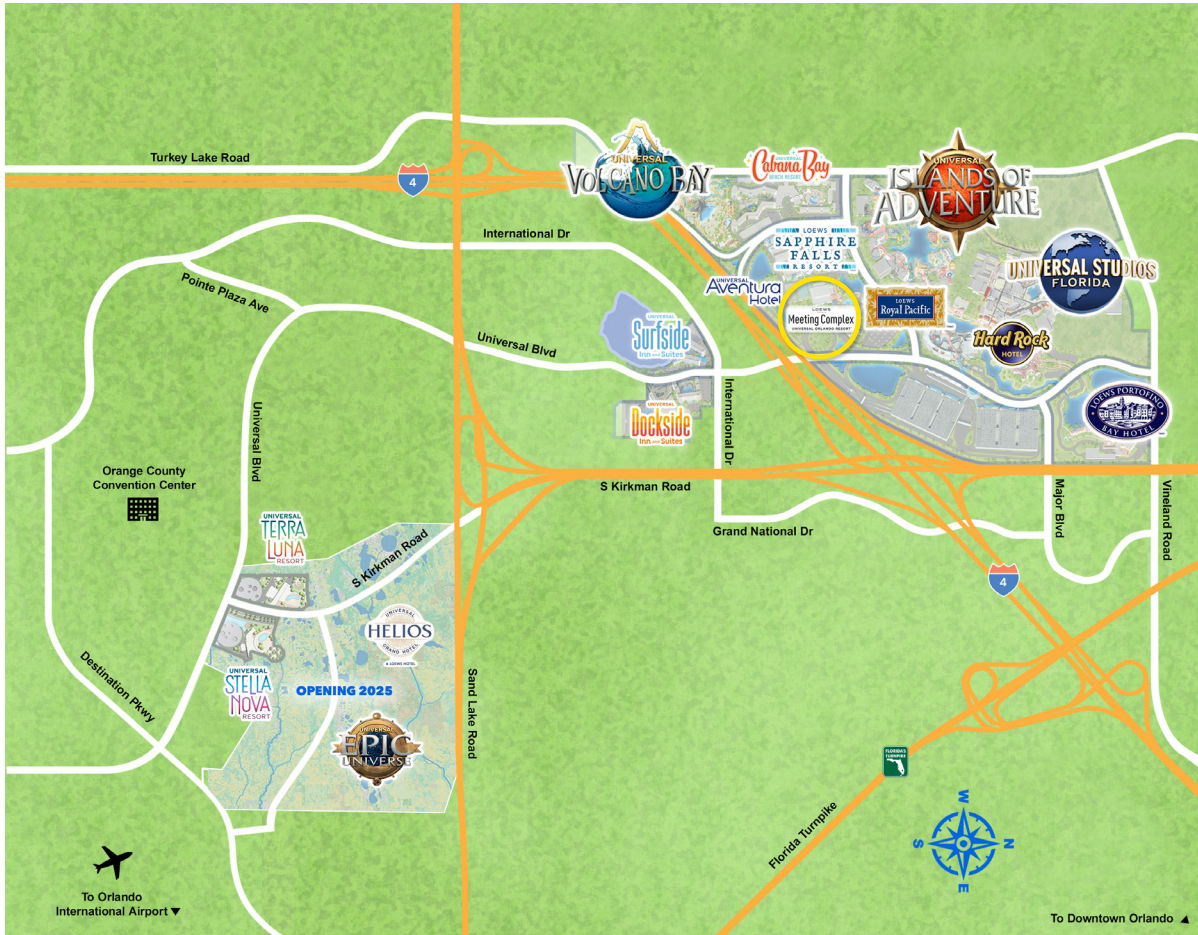 Turkey Lake Road
4
UNIVERSAL
VOLCANO BAY
UNIVERSAL
Cabana Bay
BEACH RESORT
UNIVERSAL
ISLANDS OF
ADVENTURE
International Dr
LOEWS
SAPPHIRE
FALLS
RESORT
UNIVERSAL STUDIOS
FLORIDA
Pointe Plaza Ave
UNIVERSAL
Aventura
Hotel
LOEWS
Meeting Complex
UNIVERSAL ORLANDO RESORT
LOEWS
Royal Pacific
UNIVERSAL
Surfside
Inn and Suites
Hard Rock
HOTEL
Universal Blvd
LOEWS PORTOFINO
BAY HOTEL
International Dr
UNIVERSAL
Dockside
Inn and Suites
Universal Blvd
Orange County
Convention Center
S Kirkman Road
Major Blvd
Vineland Road
Grand National Dr
UNIVERSAL
TERRA
LUNA
RESORT
S Kirkman Road
4
UNIVERSAL
HELIOS
GRAND HOTEL
A LOEWS HOTEL
Destination Pkwy
UNIVERSAL
STELLA
NOVA
RESORT
OPENING 2025
Sand Lake Road
UNIVERSAL
EPIC
UNIVERSE
FLORIDA'S
TURNPIKE
Florida Turnpike
W
S
N
E
To Orlando
International Airport
To Downtown Orlando